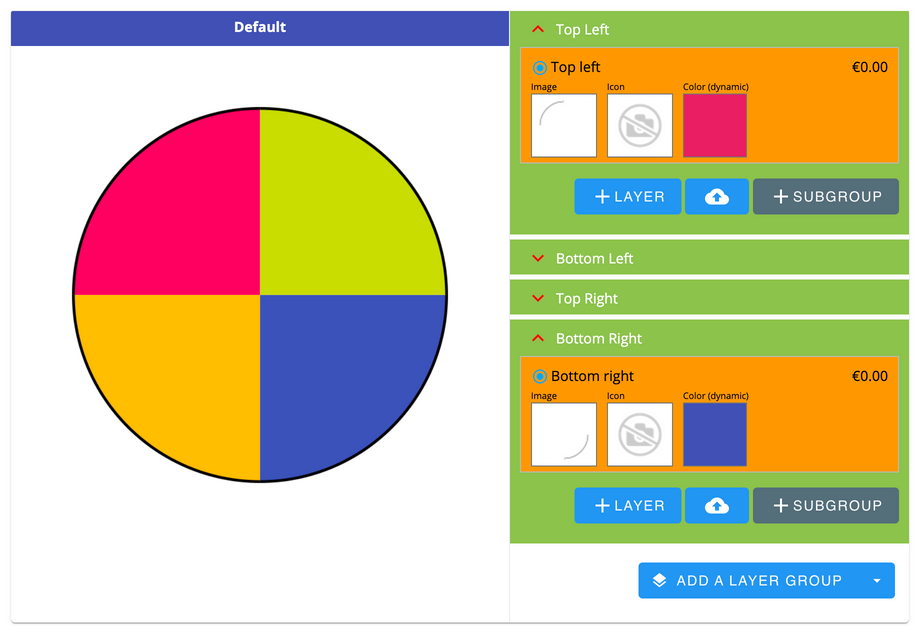 Default
Top Left
Top left €0.00
Image Icon Color (dynamic)
LAYER SUBGROUP
Bottom Left
Top Right
Bottom Right
Bottom right €0.00
Image Icon Color (dynamic)
LAYER SUBGROUP
ADD A LAYER GROUP